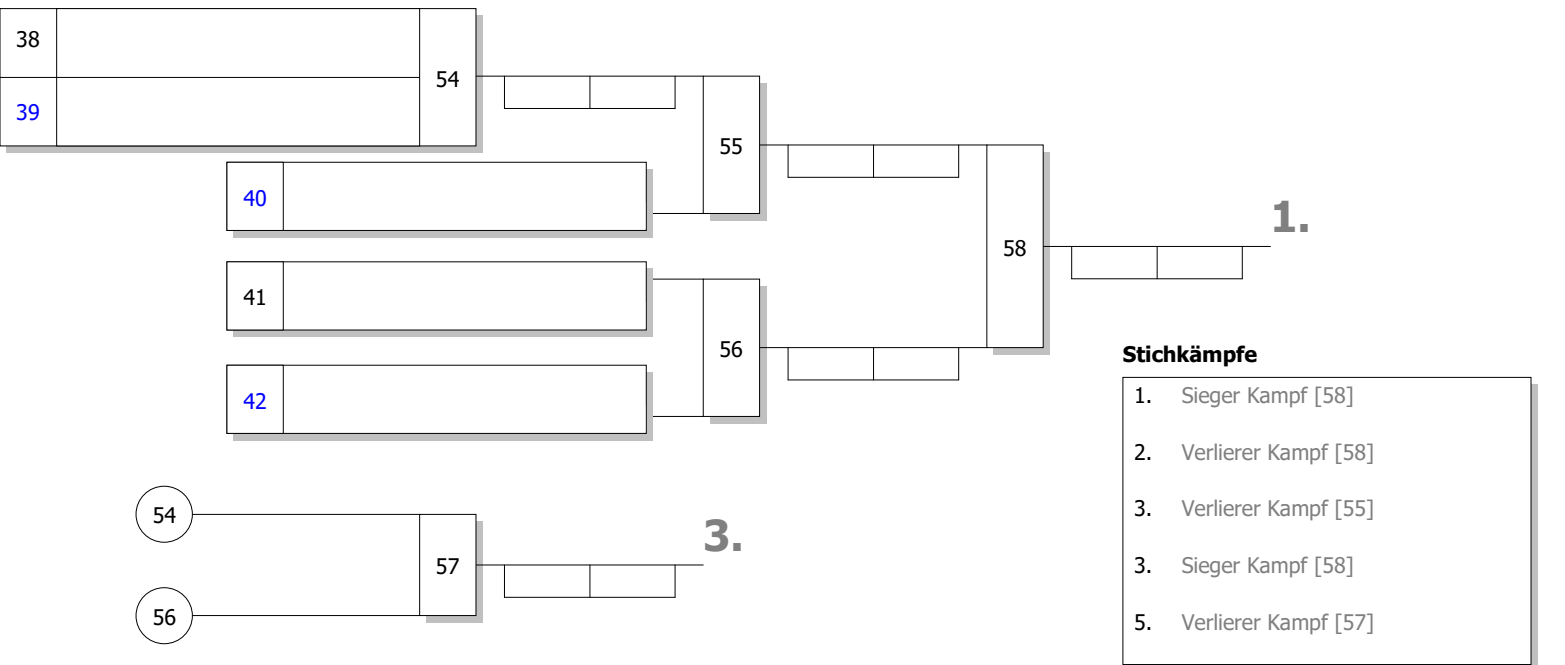 38
54
39
55
40
1.
58
41
56
42
Stichkämpfe
1. Sieger Kampf [58]
2. Verlierer Kampf [58]
3. Verlierer Kampf [55]
3. Sieger Kampf [58]
5. Verlierer Kampf [57]
54
3.
57
56